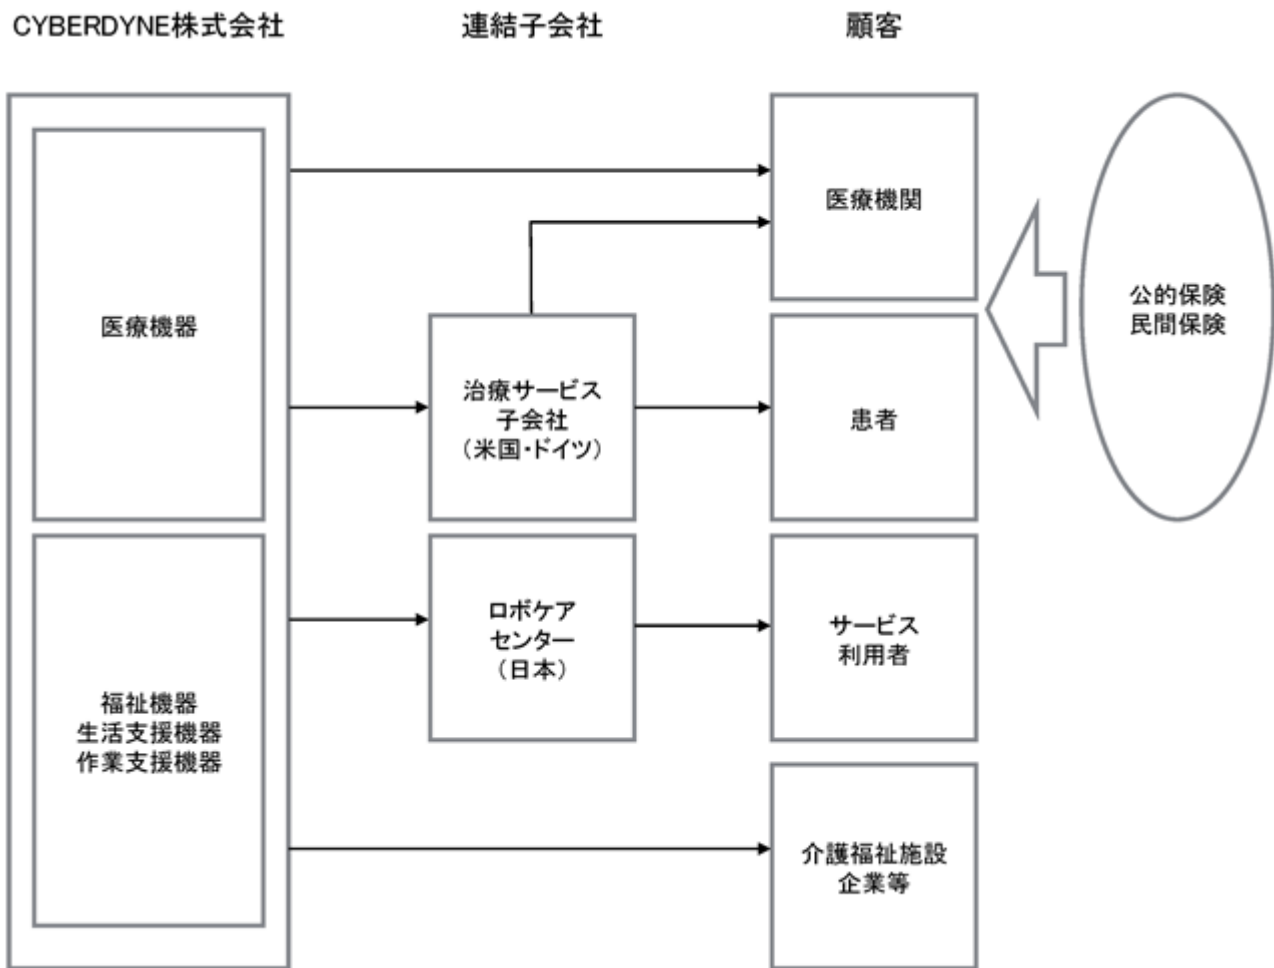 CYBERDYNE株式会社
連結子会社
顧客
医療機器
医療機関
治療サービス
子会社
（米国・ドイツ）
患者
公的保険
民間保険
福祉機器
生活支援機器
作業支援機器
ロボケア
センター
（日本）
サービス
利用者
介護福祉施設
企業等